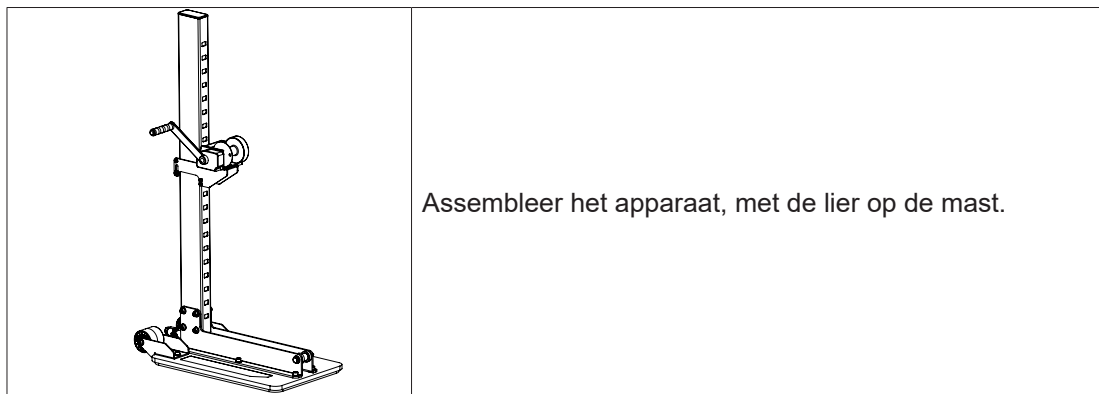 Assembleer het apparaat, met de lier op de mast.